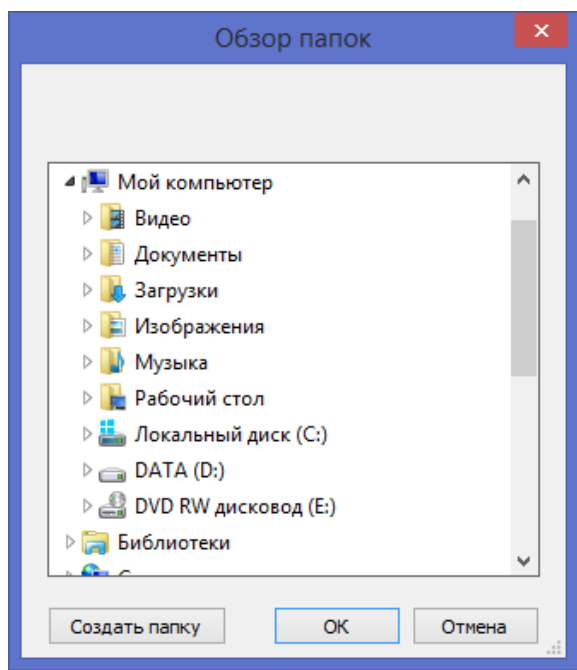 Обзор папок
Мой компьютер
Видео
Документы
Загрузки
Изображения
Музыка
Рабочий стол
Локальный диск (C:)
DATA (D:)
DVD RW дисковод (E:)
Библиотеки
Создать папку
OK
Отмена